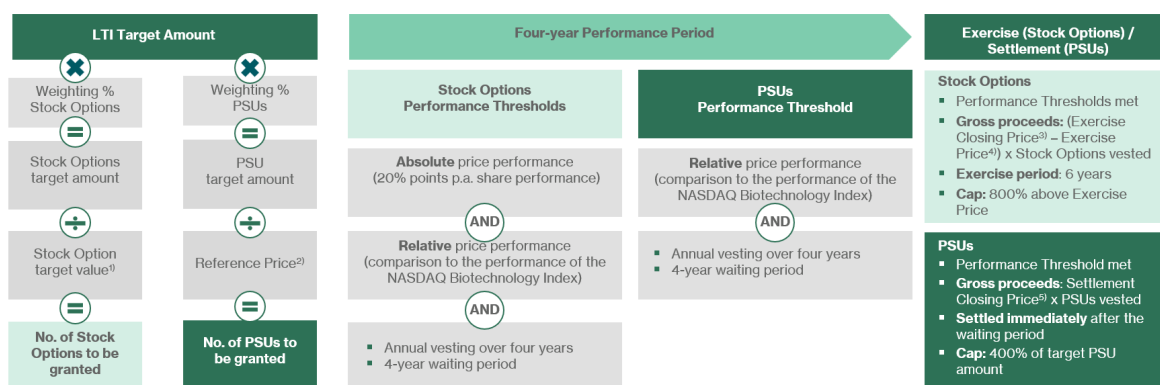 LTI Target Amount
Weighting %
Stock Options
=
Stock Options
target amount
÷
Stock Option
target value1)
=
No. of Stock
Options to be
granted
Weighting %
PSUs
=
PSU
target amount
÷
Reference Price2)
=
No. of PSUs to
be granted
Four-year Performance Period
Stock Options
Performance Thresholds
Absolute price performance
(20% points p.a. share performance)
AND
Relative price performance
(comparison to the performance of the
NASDAQ Biotechnology Index)
AND
▪ Annual vesting over four years
▪ 4-year waiting period
PSUs
Performance Threshold
Relative price performance
(comparison to the performance of the
NASDAQ Biotechnology Index)
AND
▪ Annual vesting over four years
▪ 4-year waiting period
Exercise (Stock Options) /
Settlement (PSUs)
Stock Options
▪ Performance Thresholds met
▪ Gross proceeds: (Exercise
Closing Price3) – Exercise
Price4)) x Stock Options vested
▪ Exercise period: 6 years
▪ Cap: 800% above Exercise
Price
PSUs
▪ Performance Threshold met
▪ Gross proceeds: Settlement
Closing Price5) x PSUs vested
▪ Settled immediately after the
waiting period
▪ Cap: 400% of target PSU
amount